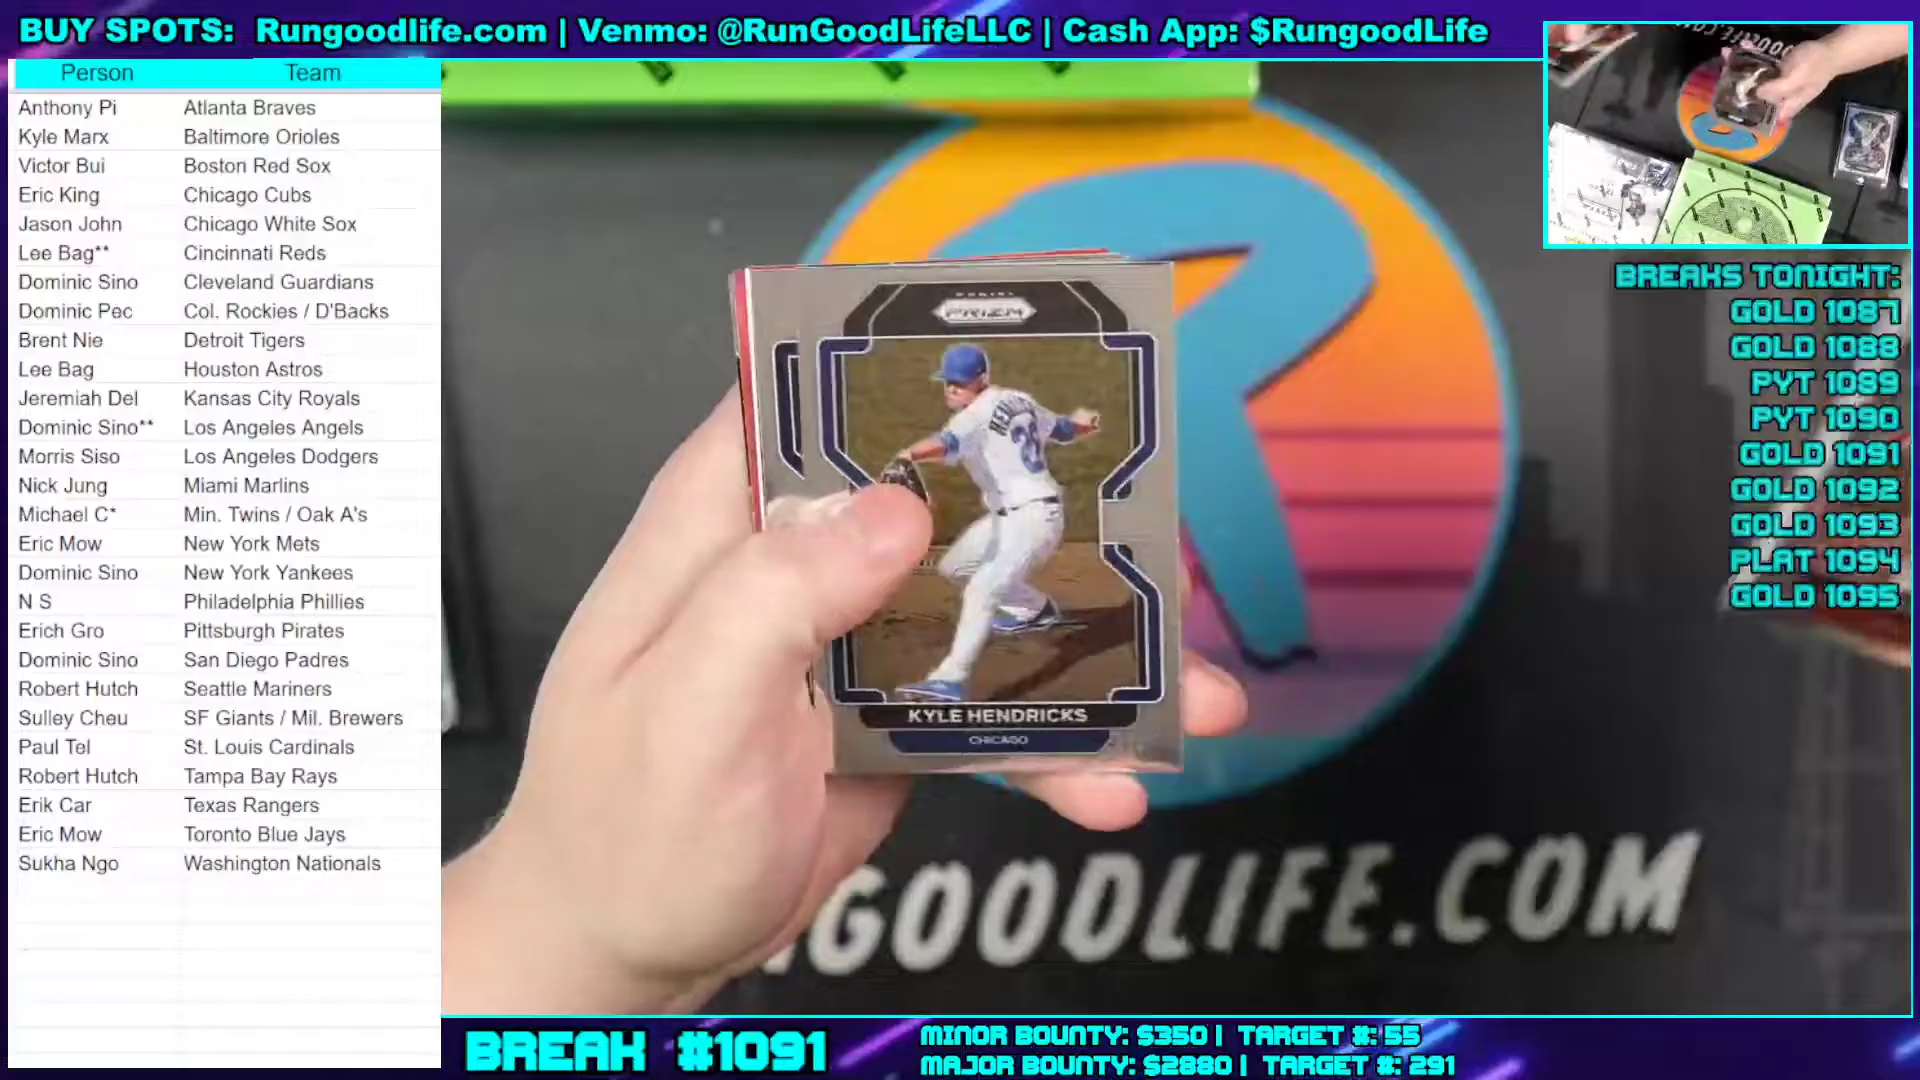 BUY SPOTS: Rungoodlife.com | Venmo: @RunGoodLifeLLC | Cash App: $RungoodLife
Person Team
Anthony Pi Atlanta Braves
Kyle Marx Baltimore Orioles
Victor Bui Boston Red Sox
Eric King Chicago Cubs
Jason John Chicago White Sox
Lee Bag** Cincinnati Reds
Dominic Sino Cleveland Guardians
Dominic Pec Col. Rockies / D'Backs
Brent Nie Detroit Tigers
Lee Bag Houston Astros
Jeremiah Del Kansas City Royals
Dominic Sino** Los Angeles Angels
Morris Siso Los Angeles Dodgers
Nick Jung Miami Marlins
Michael C* Min. Twins / Oak A's
Eric Mow New York Mets
Dominic Sino New York Yankees
N S Philadelphia Phillies
Erich Gro Pittsburgh Pirates
Dominic Sino San Diego Padres
Robert Hutch Seattle Mariners
Sulley Cheu SF Giants / Mil. Brewers
Paul Tel St. Louis Cardinals
Robert Hutch Tampa Bay Rays
Erik Car Texas Rangers
Eric Mow Toronto Blue Jays
Sukha Ngo Washington Nationals
PANINI
PRIZM
KYLE HENDRICKS
CHICAGO
GOODLIFE.COM
BREAKS TONIGHT:
GOLD 1087
GOLD 1088
PYT 1089
PYT 1090
GOLD 1091
GOLD 1092
GOLD 1093
PLAT 1094
GOLD 1095
BREAK #1091
MINOR BOUNTY: $350 | TARGET #: 55
MAJOR BOUNTY: $2880 | TARGET #: 291